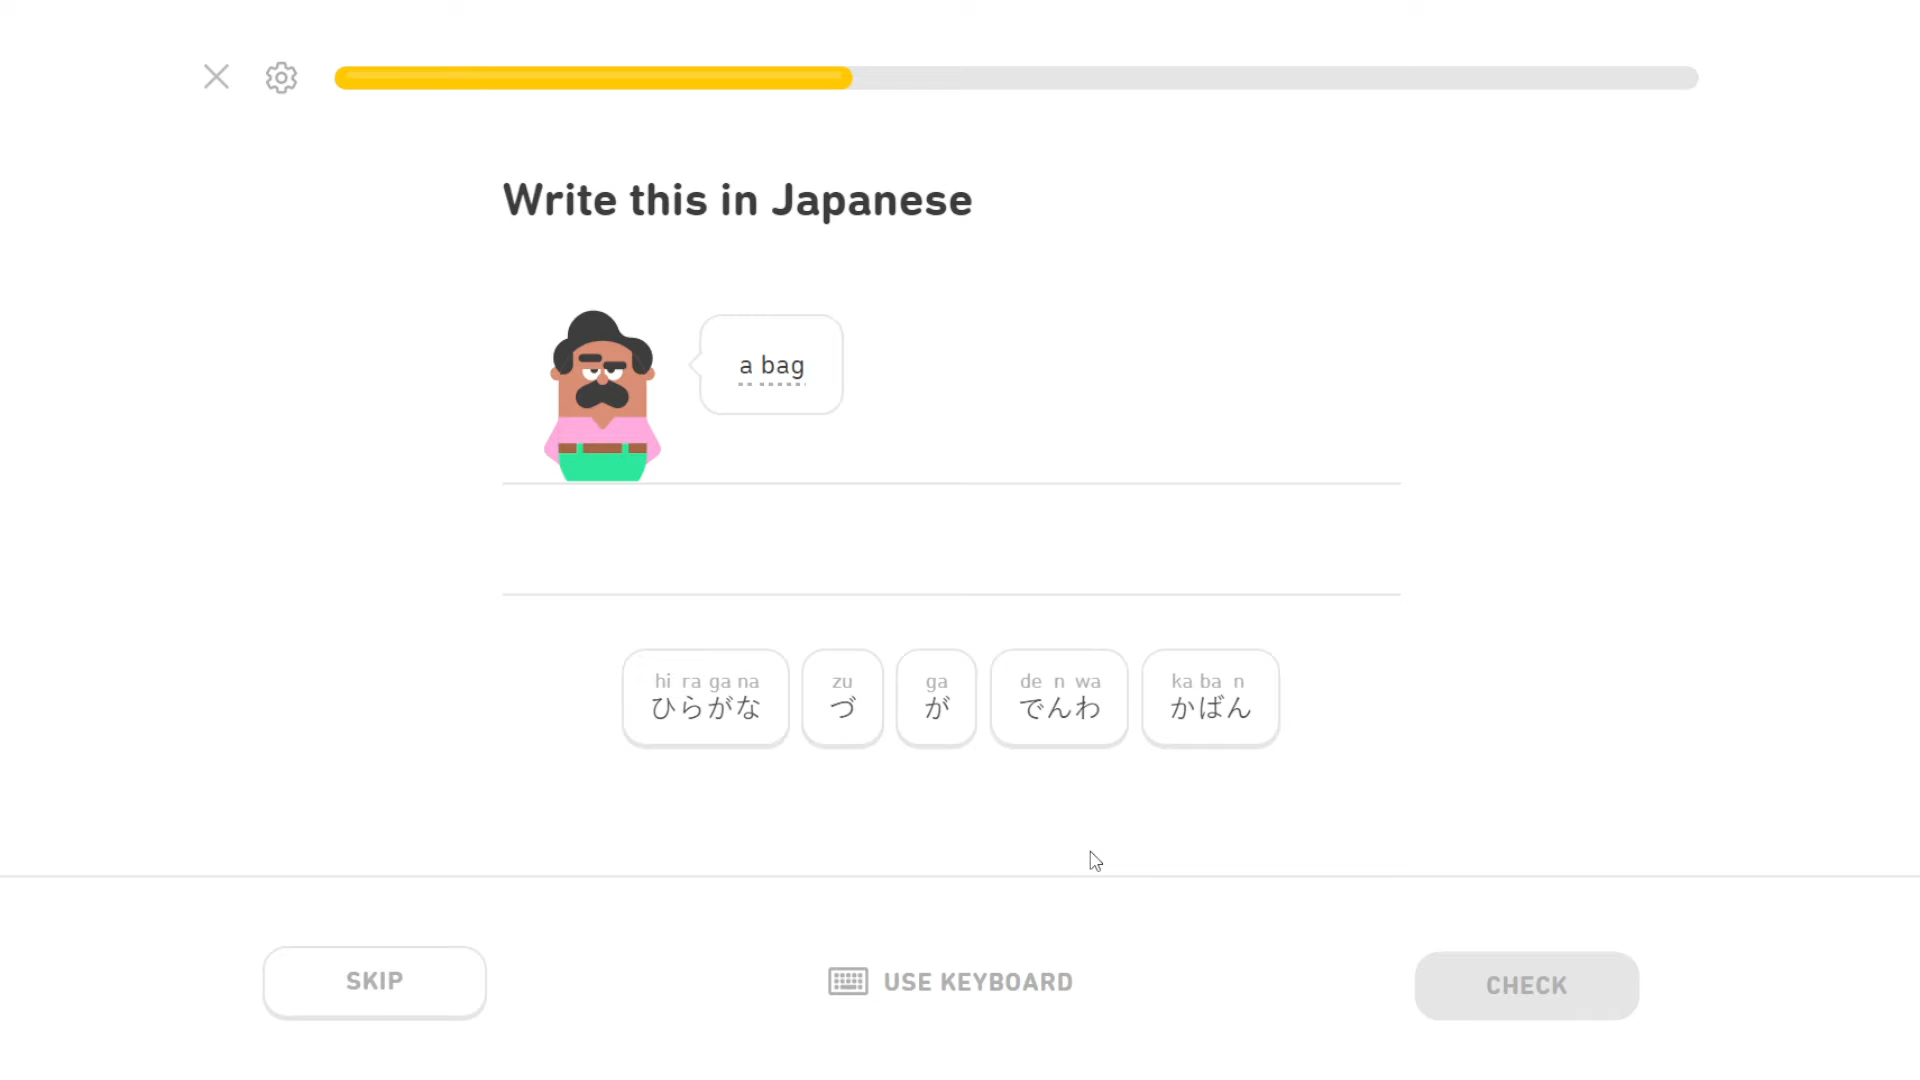 Write this in Japanese
a bag
hi ra ga na zu ga de n wa ka ba n
ひらがな づ が でんわ かばん
SKIP USE KEYBOARD CHECK